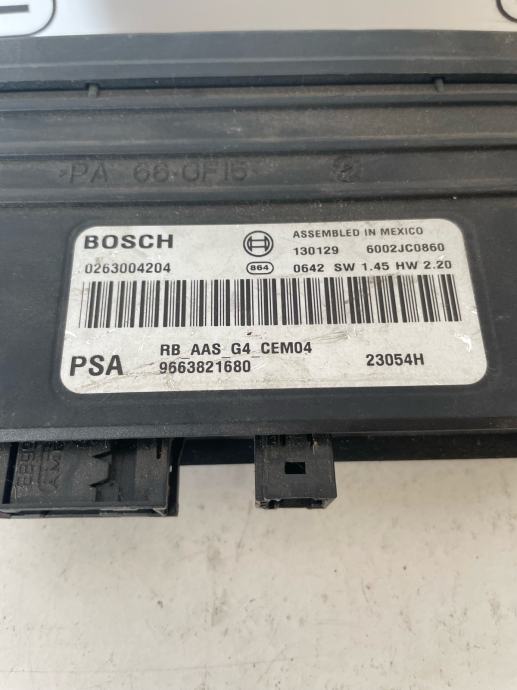 >PA 66-GF15<
BOSCH ASSEMBLED IN MEXICO
130129 6002JC0860
0263004204 864 0642 SW 1.45 HW 2.20
RB_AAS_G4_CEM04
PSA 9663821680 23054H